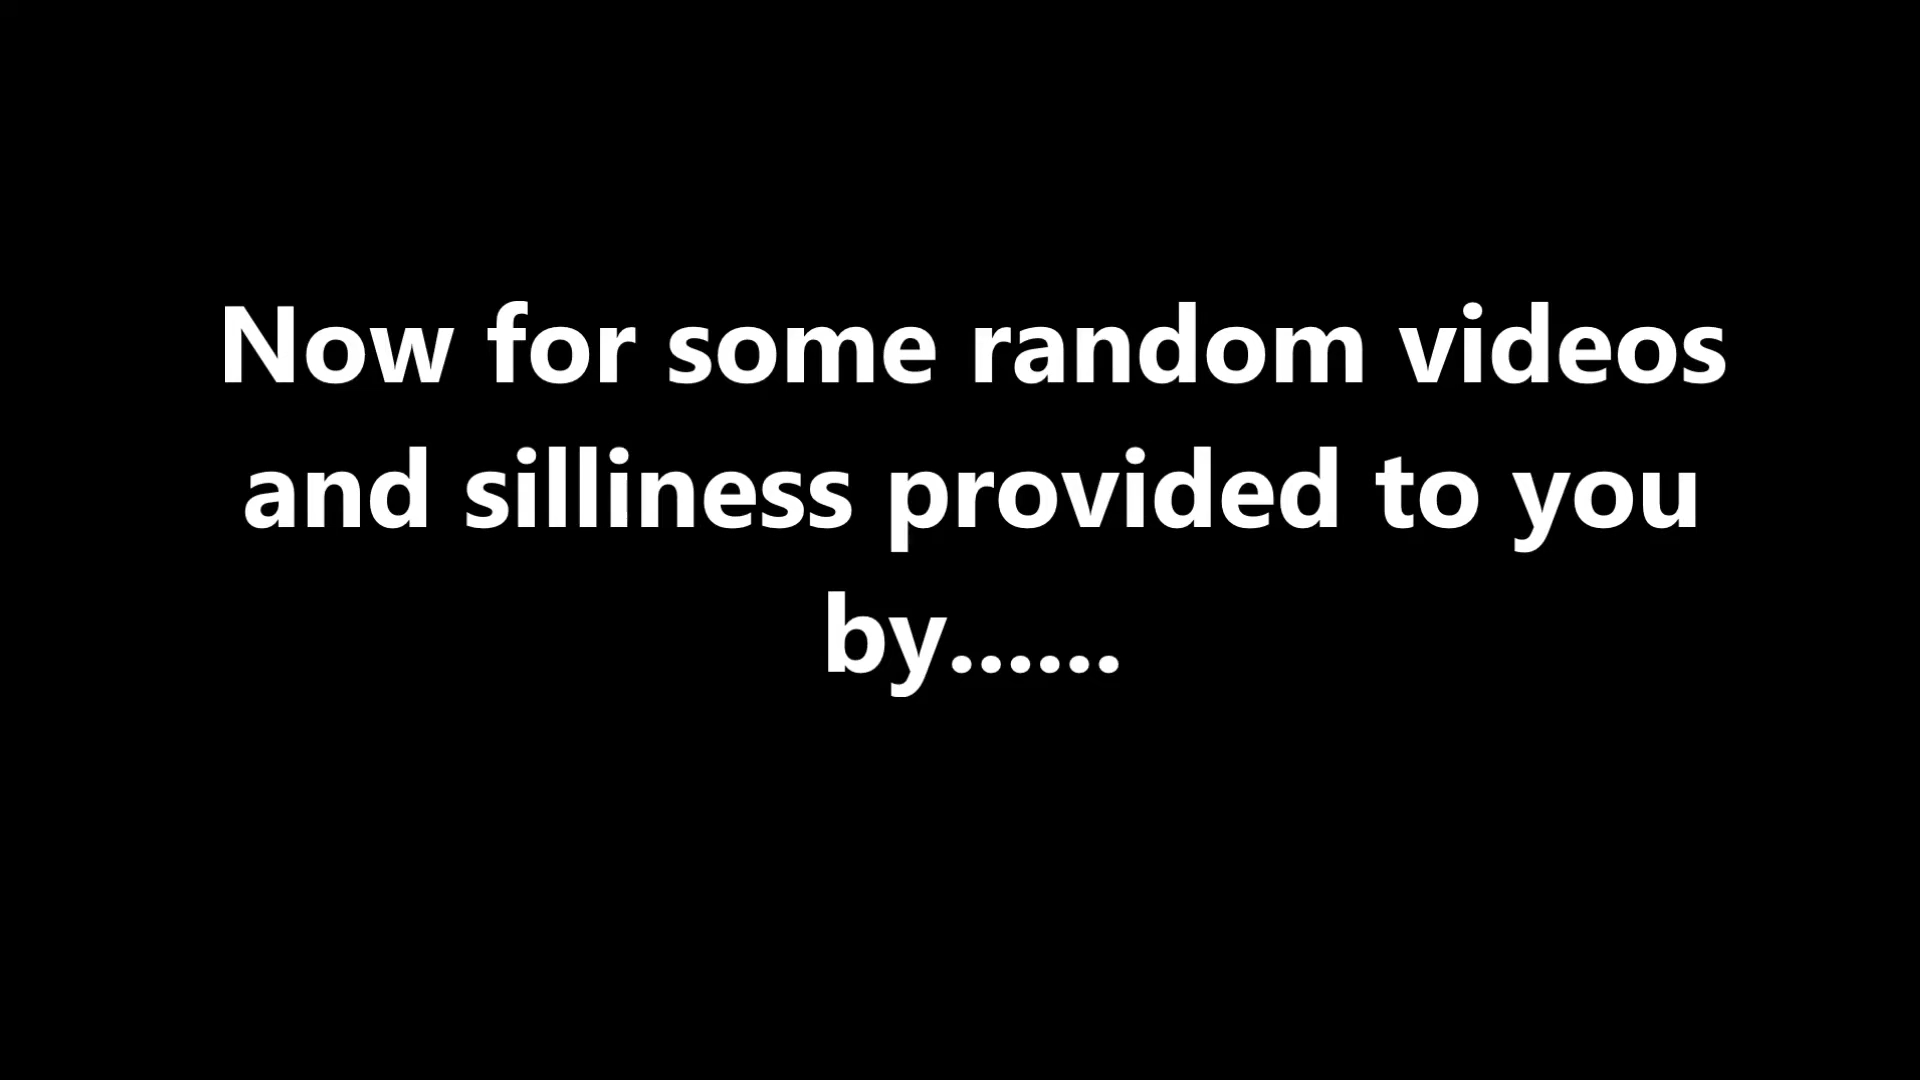 Now for some random videos
and silliness provided to you
by......